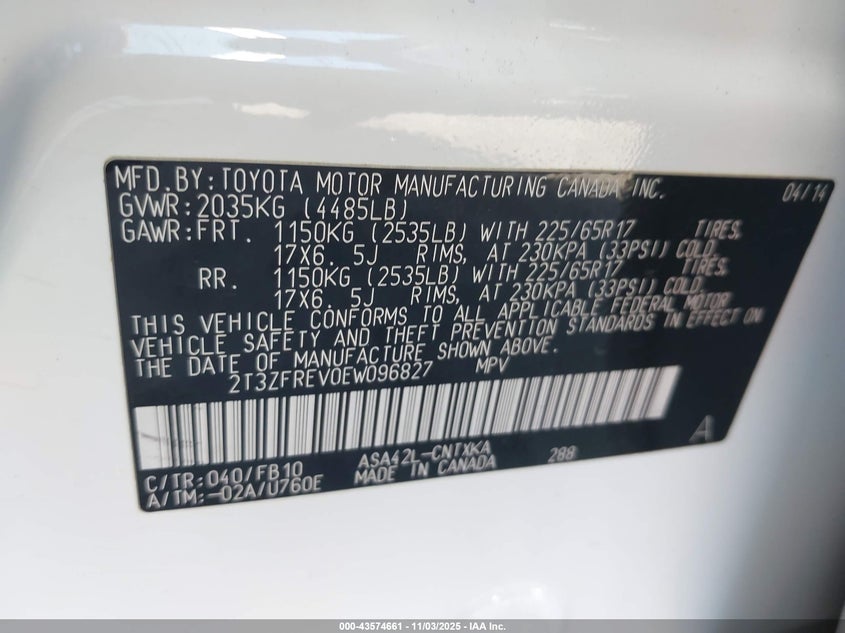 MFD.BY:TOYOTA MOTOR MANUFACTURING CANADA INC. 04/14
GVWR:2035KG (4485LB)
GAWR:FRT. 1150KG (2535LB) WITH 225/65R17 TIRES,
17X6. 5J RIMS, AT 230KPA (33PSI) COLD.
RR. 1150KG (2535LB) WITH 225/65R17 TIRES,
17X6. 5J RIMS, AT 230KPA (33PSI) COLD.
THIS VEHICLE CONFORMS TO ALL APPLICABLE FEDERAL MOTOR
VEHICLE SAFETY AND THEFT PREVENTION STANDARDS IN EFFECT ON
THE DATE OF MANUFACTURE SHOWN ABOVE.
2T3ZFREV0EW096827 MPV
A
C/TR:040/FB10 ASA42L-CNTXKA 288
A/TM:-02A/U760E MADE IN CANADA
000-43574661 - 11/03/2025 - IAA Inc.